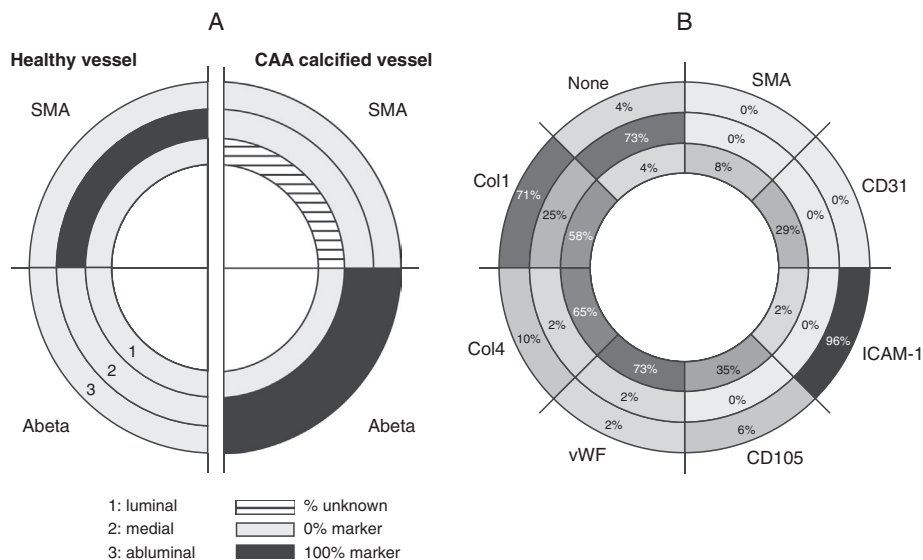 A
B
Healthy vessel
CAA calcified vessel
SMA
SMA
Abeta
Abeta
1
2
3
1: luminal
2: medial
3: abluminal
% unknown
0% marker
100% marker
None
SMA
CD31
ICAM-1
CD105
vWF
Col4
Col1
4%
73%
4%
0%
0%
8%
0%
0%
29%
96%
0%
2%
6%
0%
35%
2%
2%
73%
10%
2%
65%
71%
25%
58%